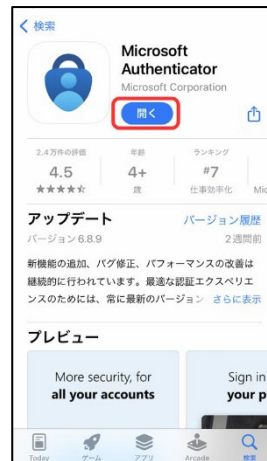 検索
Microsoft
Authenticator
Microsoft Corporation
開く
2.4万件の評価
年齢
ランキング
4.5
4+
#7
歳
仕事効率化
Mic
アップデート
バージョン履歴
バージョン 6.8.9
2週間前
新機能の追加、バグ修正、パフォーマンスの改善は
継続的に行われています。最適な認証エクスペリエ
ンスのためには、常に最新のバージョン さらに表示
プレビュー
More security, for
all your accounts
Sign in
your p
Today
ゲーム
アプリ
Arcade
検索